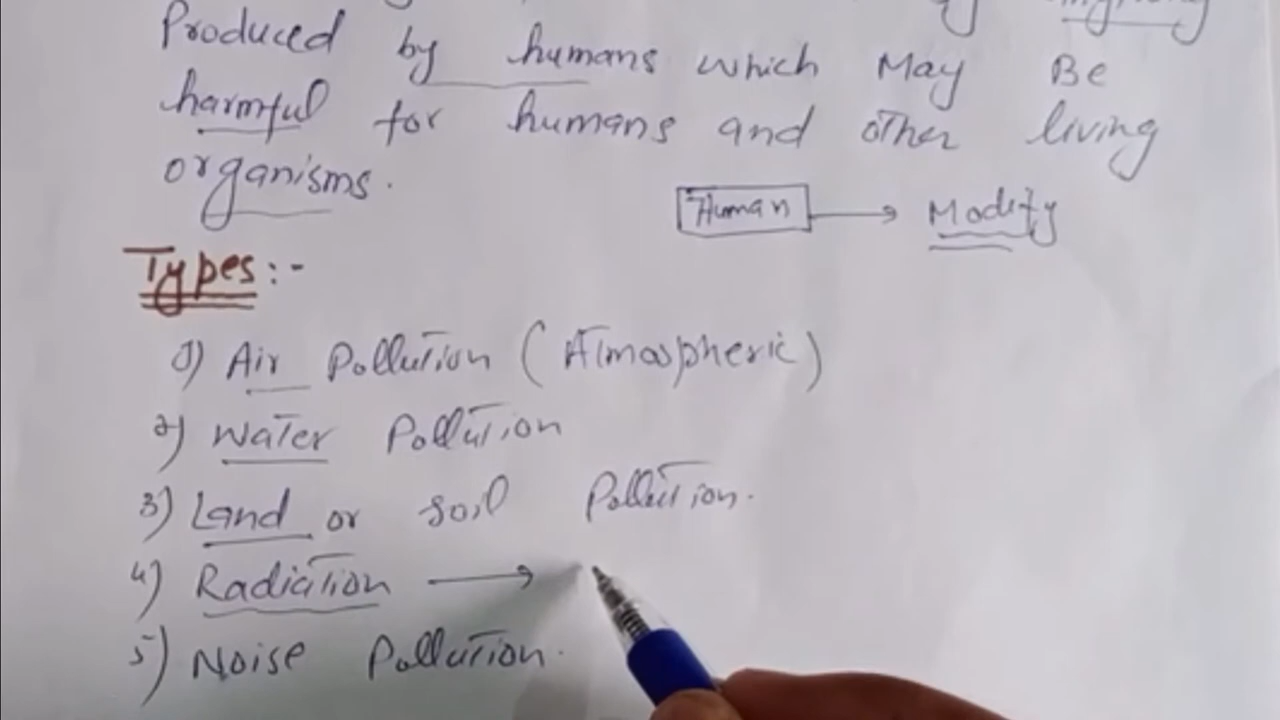 Produced by humans which May Be
harmful for humans and other living
organisms.
Human → Modify
Types:-
1) Air Pollution (Atmospheric)
2) Water Pollution
3) Land or soil Pollution.
4) Radiation →
5) Noise Pollution.